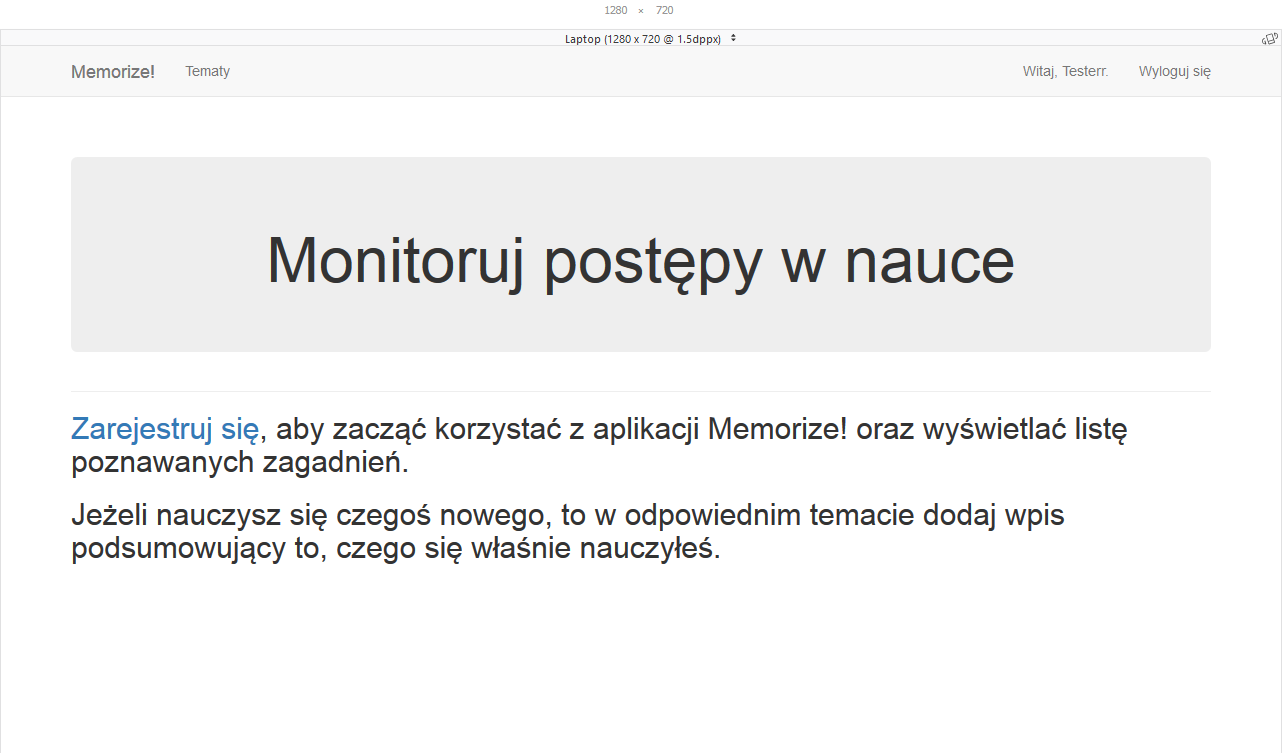 1280 × 720
Laptop (1280 x 720 @ 1.5dppx)
Memorize! Tematy Witaj, Testerr. Wyloguj się
Monitoruj postępy w nauce
Zarejestruj się, aby zacząć korzystać z aplikacji Memorize! oraz wyświetlać listę
poznawanych zagadnień.
Jeżeli nauczysz się czegoś nowego, to w odpowiednim temacie dodaj wpis
podsumowujący to, czego się właśnie nauczyłeś.